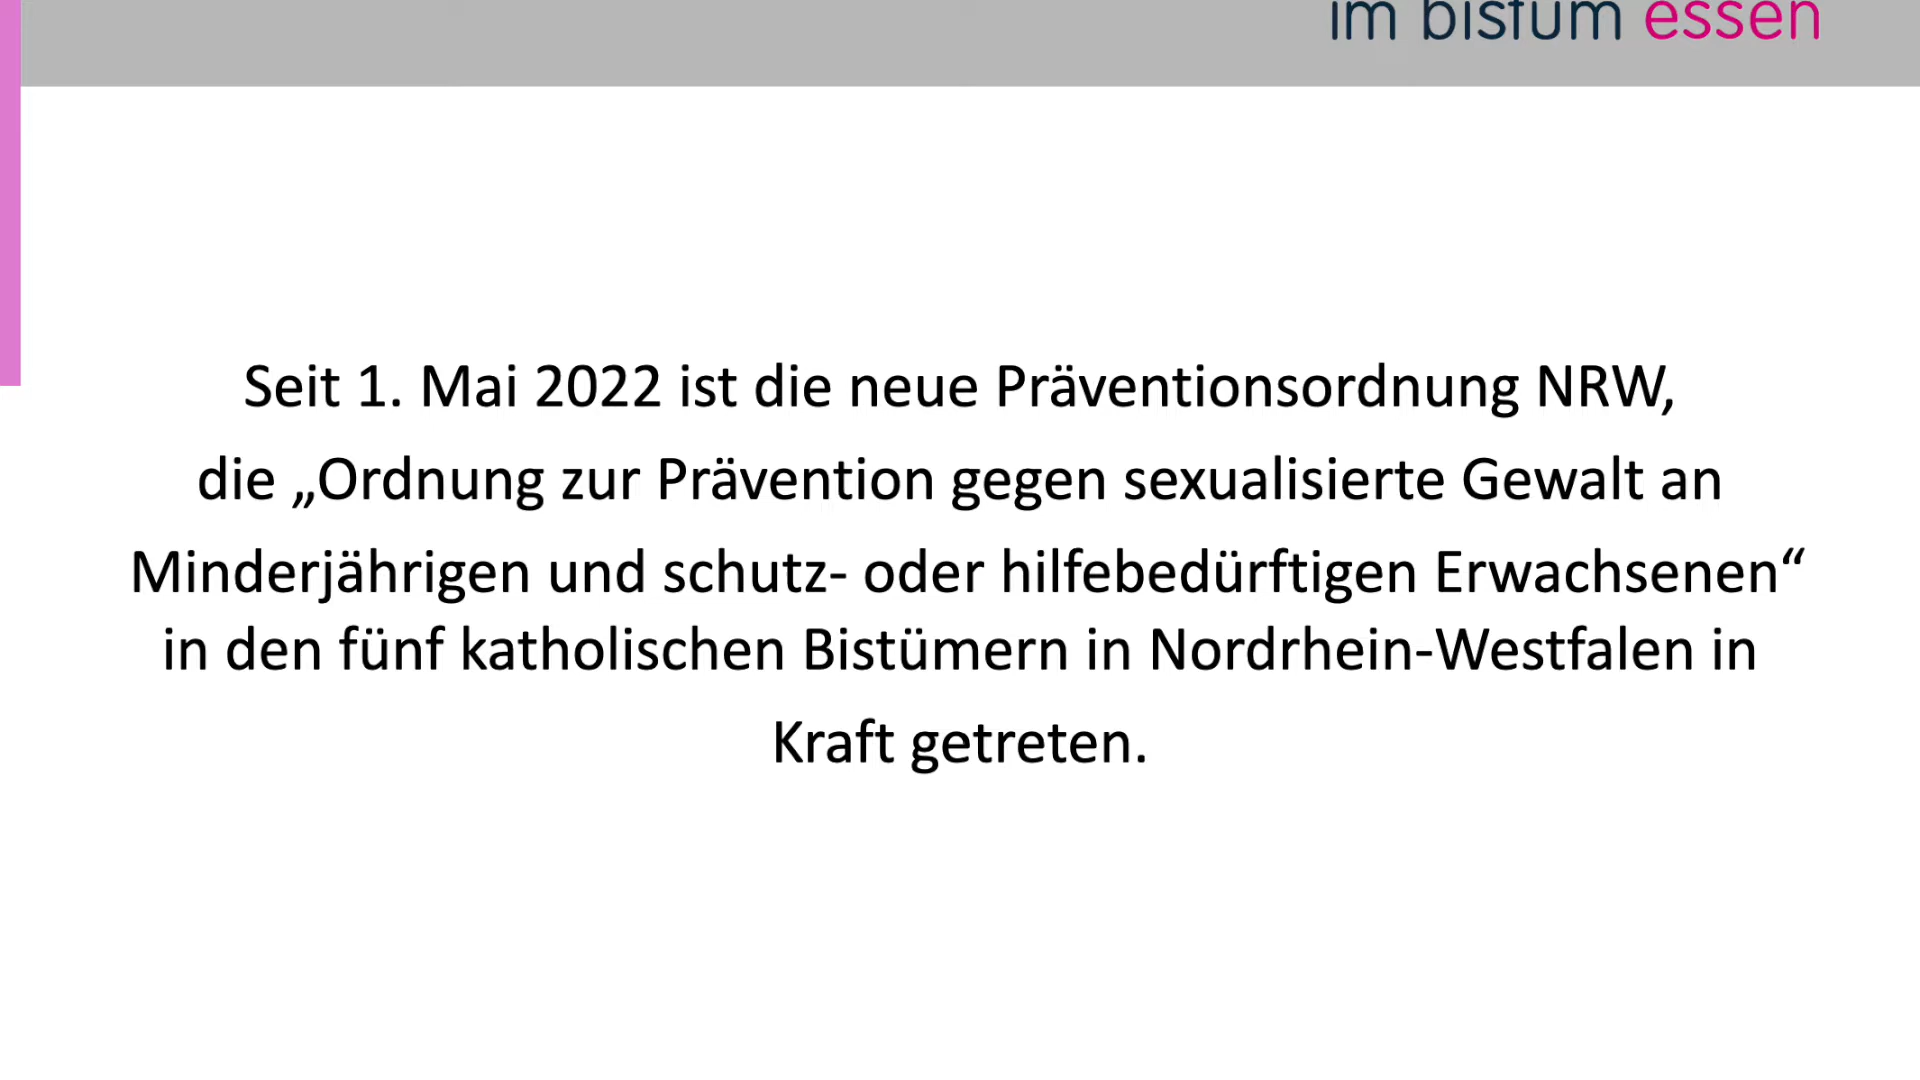 im bistum essen
Seit 1. Mai 2022 ist die neue Präventionsordnung NRW,
die „Ordnung zur Prävention gegen sexualisierte Gewalt an
Minderjährigen und schutz- oder hilfebedürftigen Erwachsenen“
in den fünf katholischen Bistümern in Nordrhein-Westfalen in
Kraft getreten.